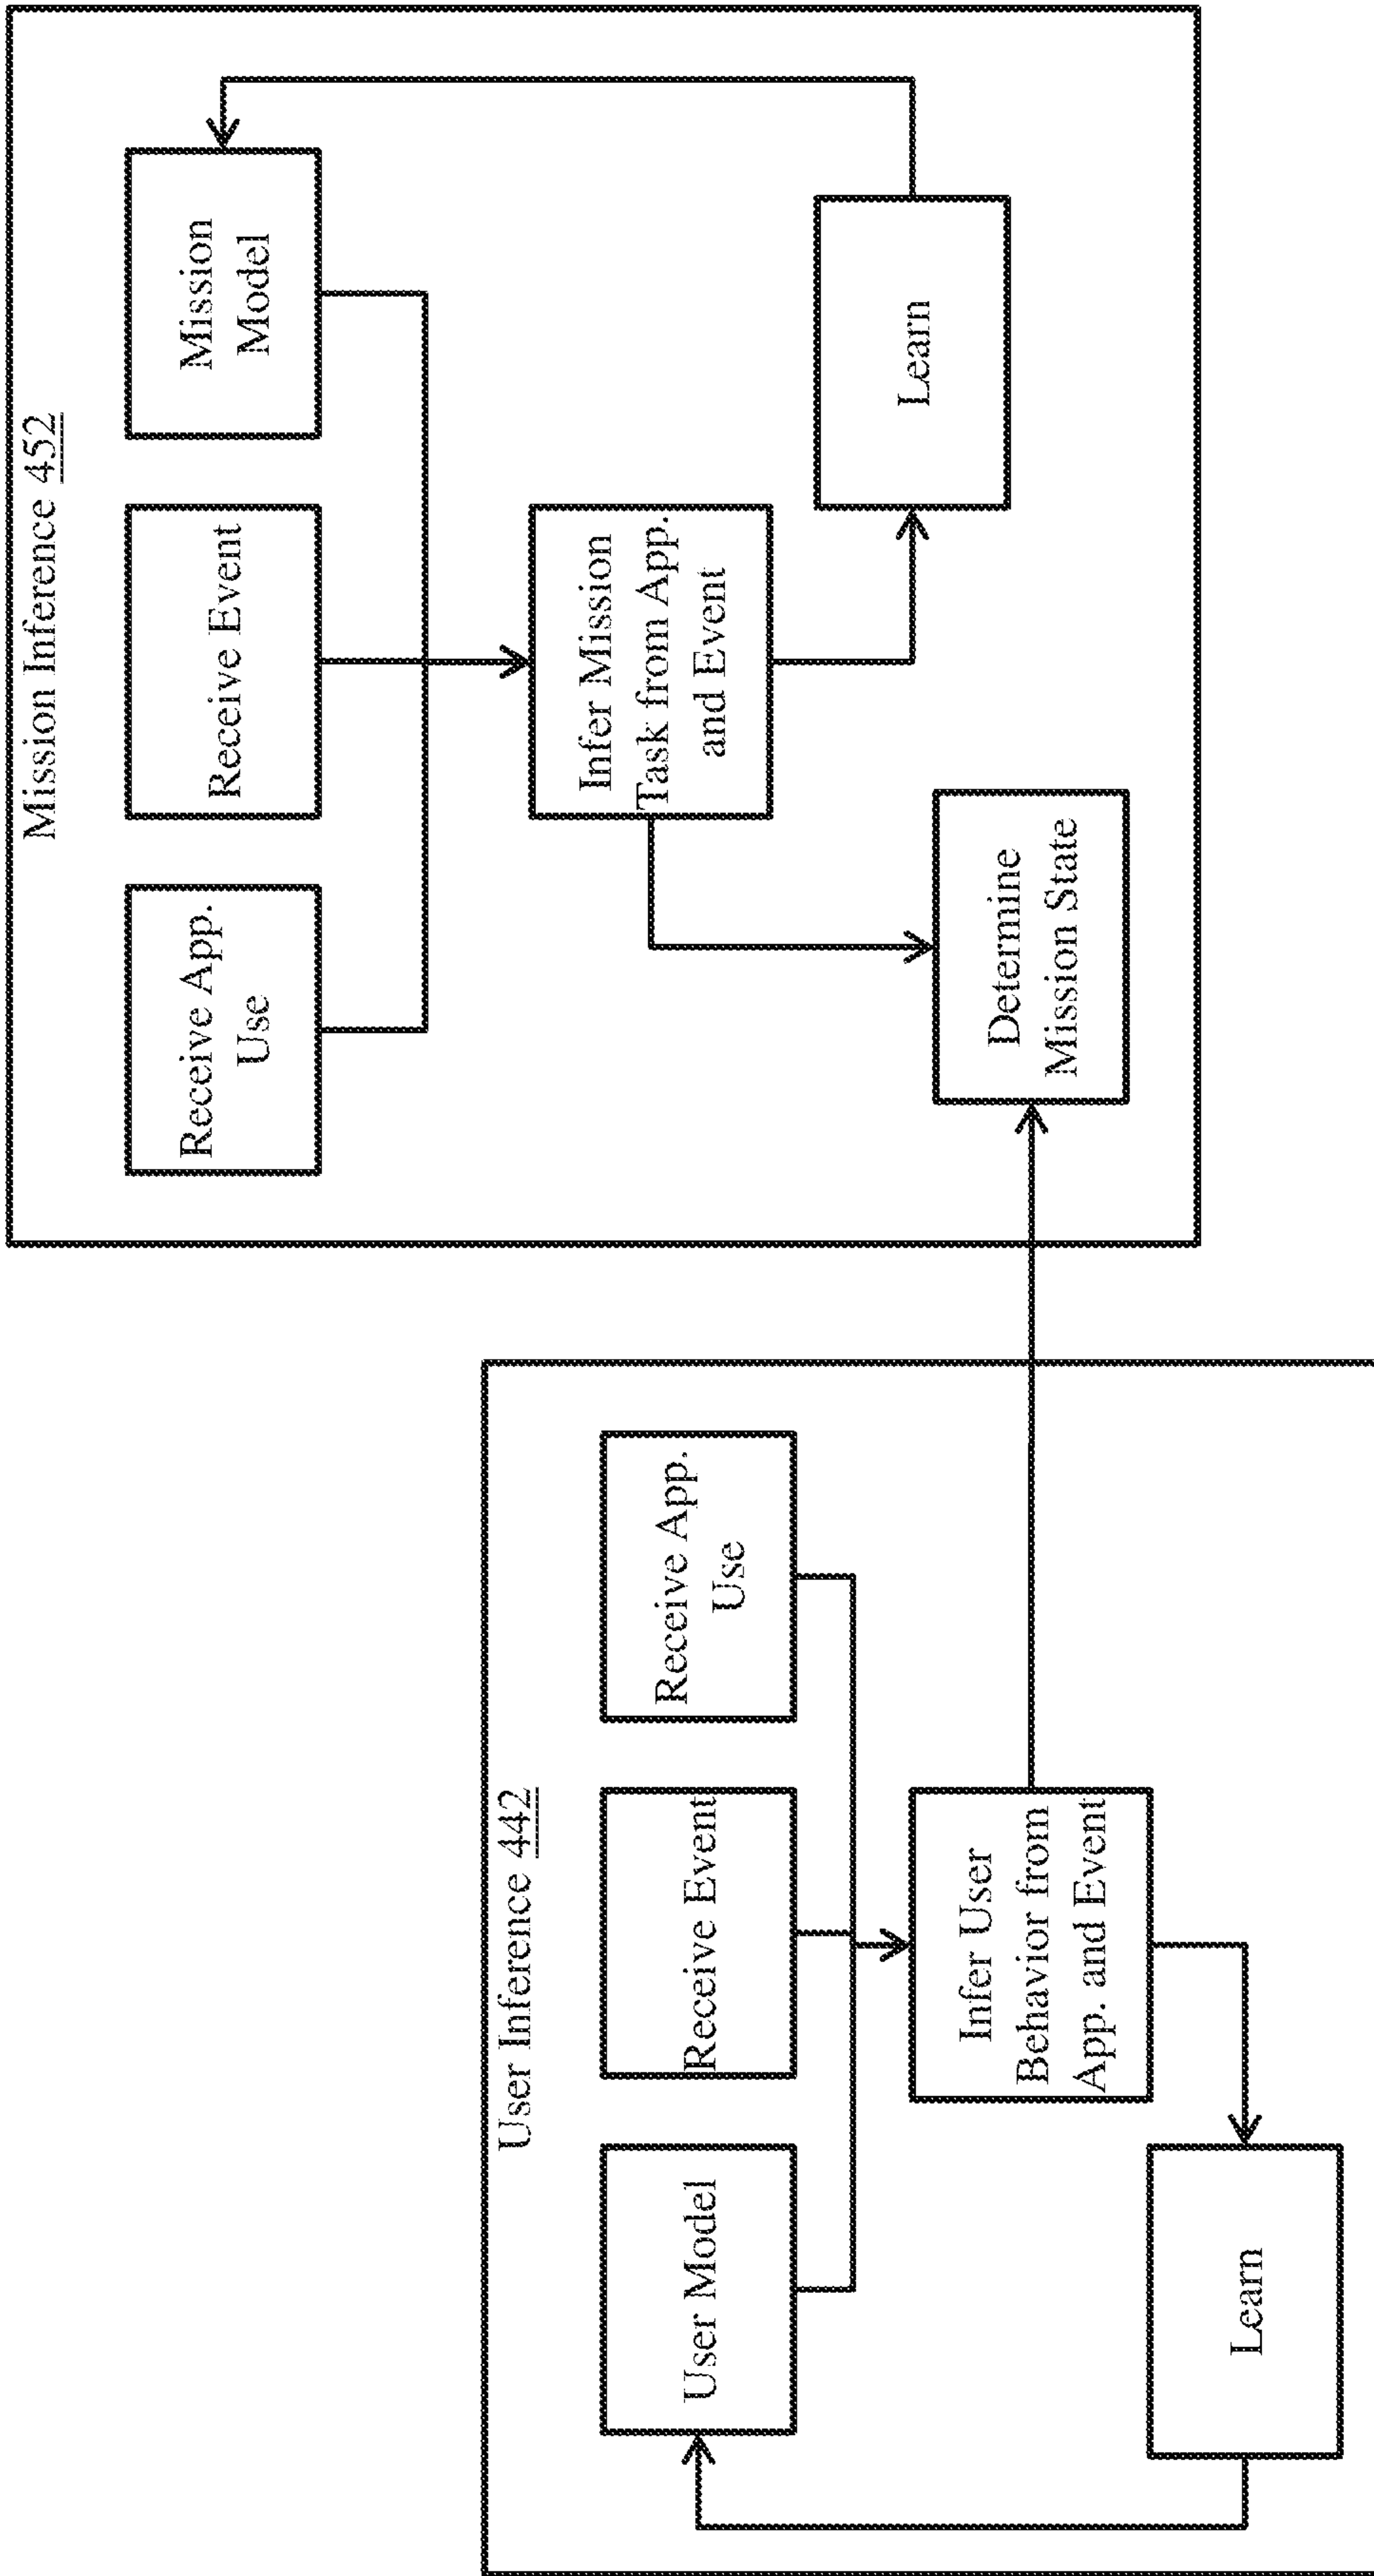 User Inference 442
User Model
Receive Event
Receive App.
Use
Infer User
Behavior from
App. and Event
Learn
Mission Inference 452
Receive App.
Use
Receive Event
Mission
Model
Infer Mission
Task from App.
and Event
Determine
Mission State
Learn